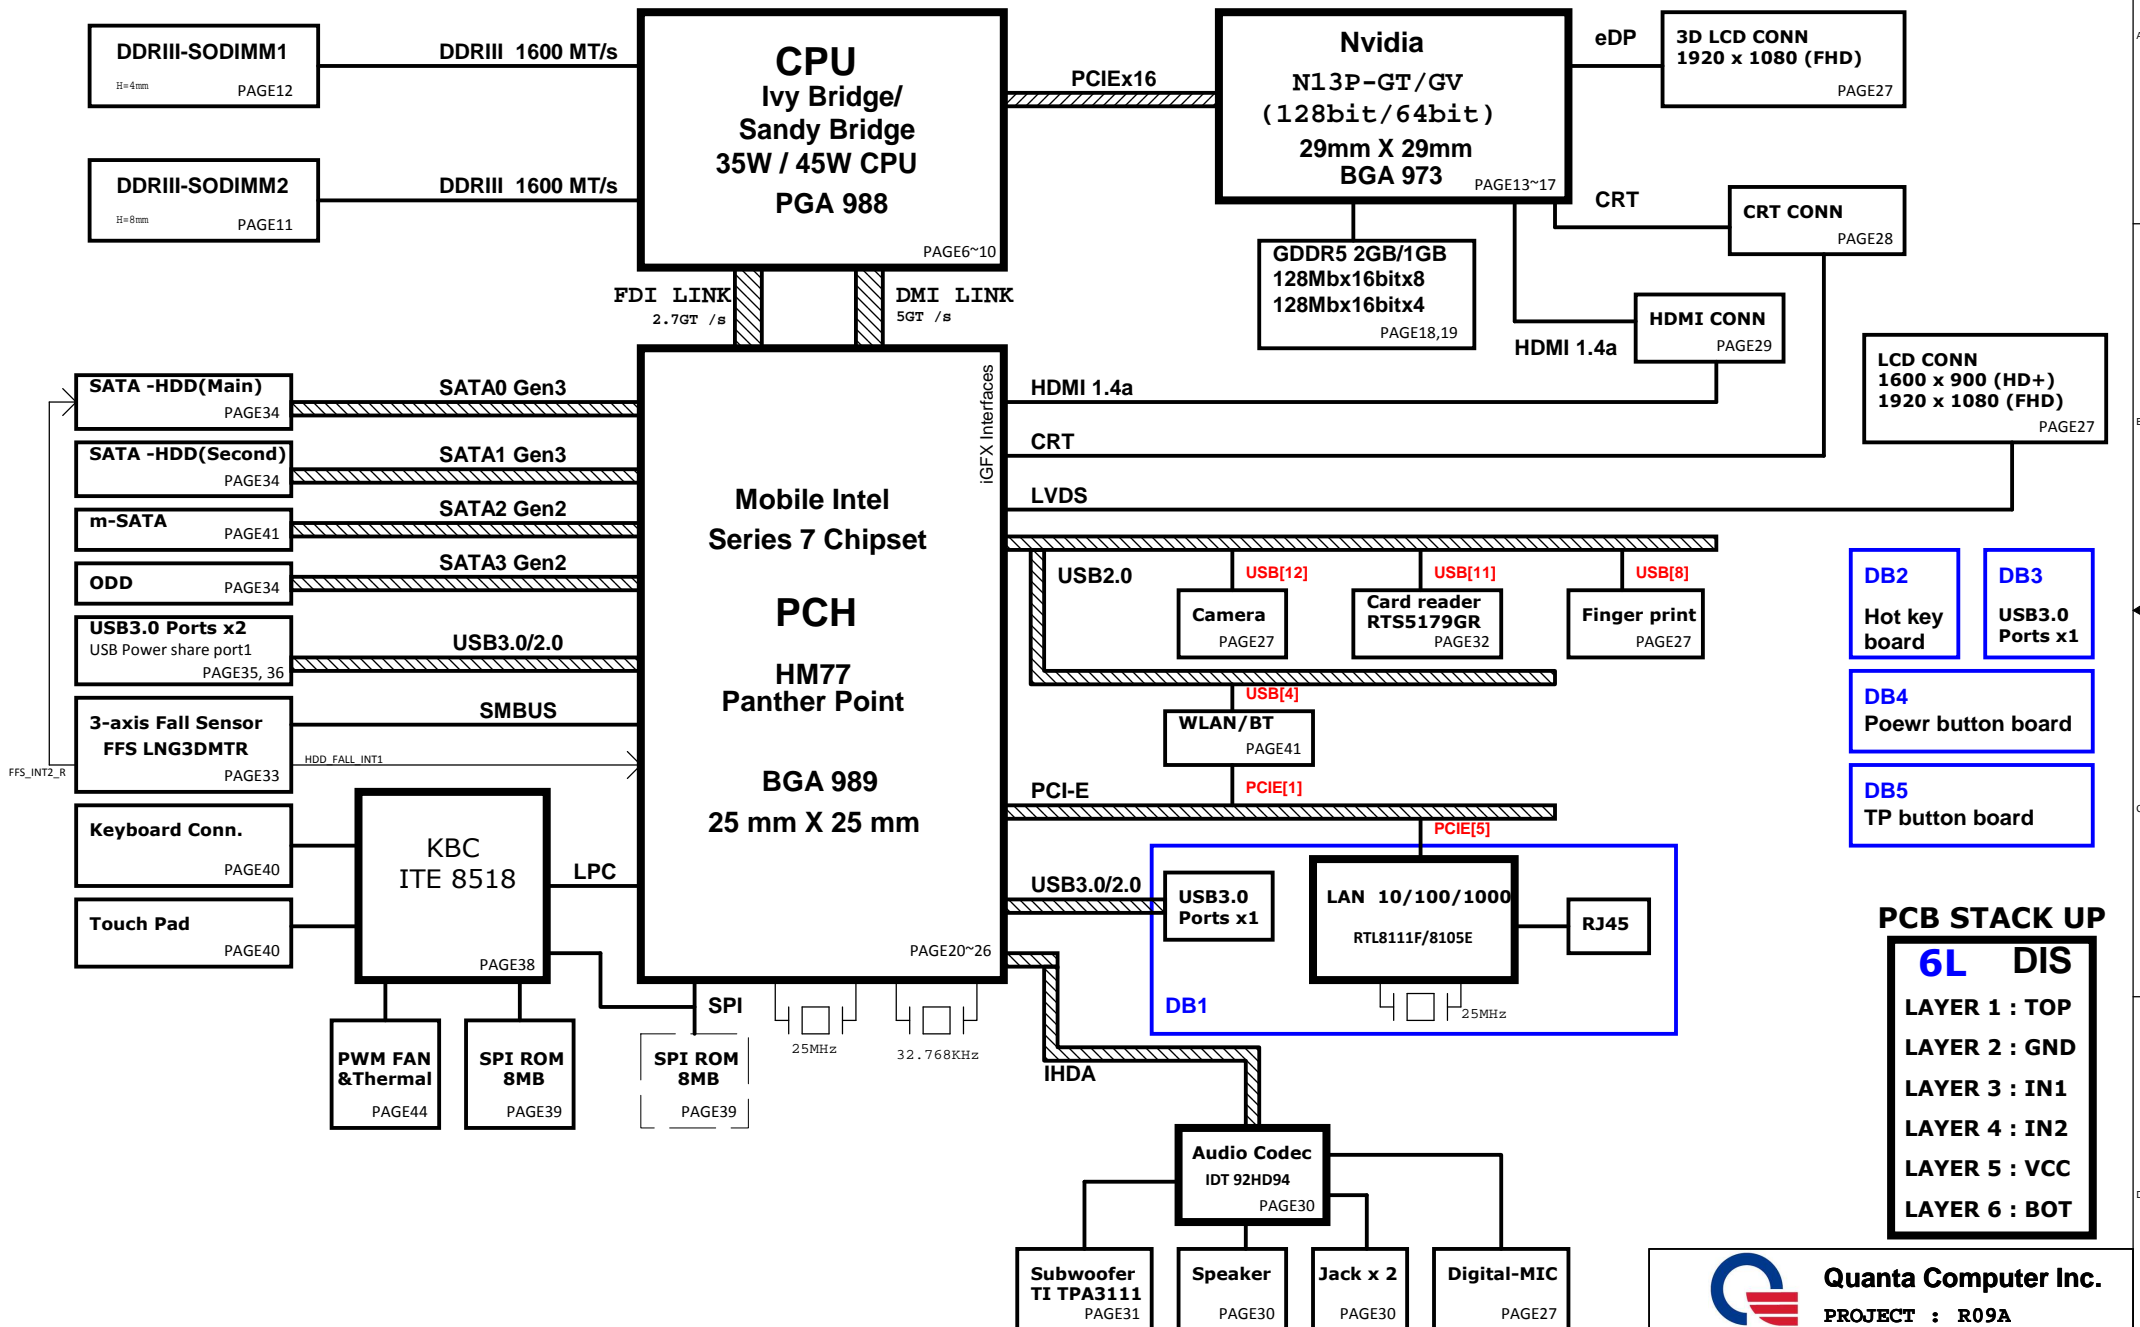 DDRIII-SODIMM1
H=4mm
PAGE12
DDRIII 1600 MT/s
DDRIII-SODIMM2
H=8mm
PAGE11
DDRIII 1600 MT/s
CPU
Ivy Bridge/
Sandy Bridge
35W / 45W CPU
PGA 988
PAGE6~10
PCIEx16
Nvidia
N13P-GT/GV
(128bit/64bit)
29mm X 29mm
BGA 973
PAGE13~17
eDP
3D LCD CONN
1920 x 1080 (FHD)
PAGE27
CRT
CRT CONN
PAGE28
GDDR5 2GB/1GB
128Mbx16bitx8
128Mbx16bitx4
PAGE18,19
HDMI 1.4a
HDMI CONN
PAGE29
LCD CONN
1600 x 900 (HD+)
1920 x 1080 (FHD)
PAGE27
FDI LINK
2.7GT /s
DMI LINK
5GT /s
SATA -HDD(Main)
PAGE34
SATA0 Gen3
SATA -HDD(Second)
PAGE34
SATA1 Gen3
m-SATA
PAGE41
SATA2 Gen2
ODD
PAGE34
SATA3 Gen2
USB3.0 Ports x2
USB Power share port1
PAGE35, 36
USB3.0/2.0
3-axis Fall Sensor
FFS LNG3DMTR
PAGE33
SMBUS
HDD_FALL_INT1
FFS_INT2_R
Keyboard Conn.
PAGE40
Touch Pad
PAGE40
KBC
ITE 8518
PAGE38
LPC
PWM FAN
&Thermal
PAGE44
SPI ROM
8MB
PAGE39
SPI
SPI ROM
8MB
PAGE39
Mobile Intel
Series 7 Chipset
PCH
HM77
Panther Point
BGA 989
25 mm X 25 mm
PAGE20~26
iGFX Interfaces
25MHz
32.768KHz
HDMI 1.4a
CRT
LVDS
USB2.0
USB[12]
Camera
PAGE27
USB[11]
Card reader
RTS5179GR
PAGE32
USB[8]
Finger print
PAGE27
USB[4]
WLAN/BT
PAGE41
PCI-E
PCIE[1]
PCIE[5]
USB3.0/2.0
USB3.0
Ports x1
LAN 10/100/1000
RTL8111F/8105E
RJ45
DB1
25MHz
IHDA
Audio Codec
IDT 92HD94
PAGE30
Subwoofer
TI TPA3111
PAGE31
Speaker
PAGE30
Jack x 2
PAGE30
Digital-MIC
PAGE27
DB2
Hot key
board
DB3
USB3.0
Ports x1
DB4
Poewr button board
DB5
TP button board
PCB STACK UP
6L DIS
LAYER 1 : TOP
LAYER 2 : GND
LAYER 3 : IN1
LAYER 4 : IN2
LAYER 5 : VCC
LAYER 6 : BOT
Quanta Computer Inc.
PROJECT : R09A